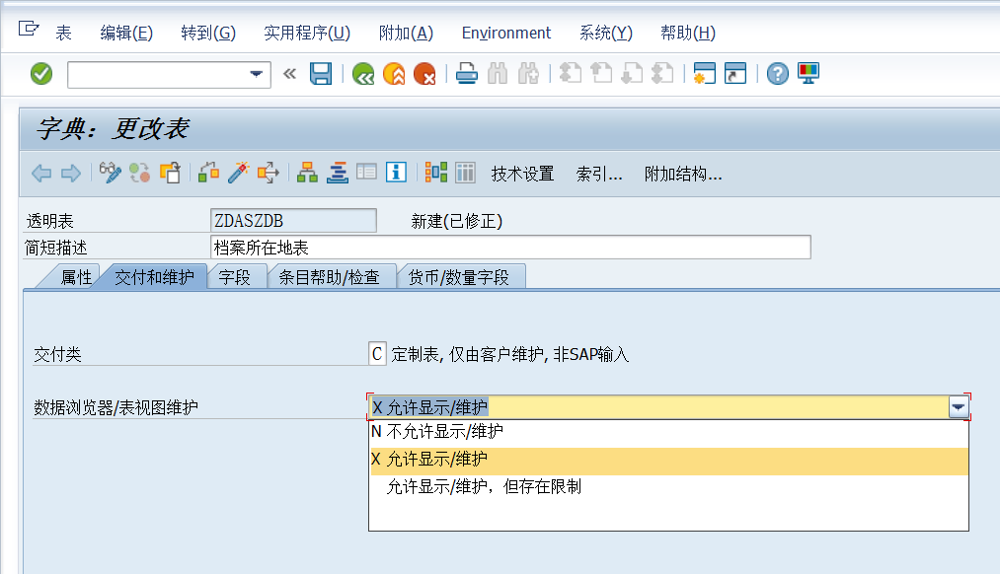 表 编辑(E) 转到(G) 实用程序(U) 附加(A) Environment 系统(Y) 帮助(H)
字典：更改表
技术设置 索引... 附加结构...
透明表 ZDASZDB 新建(已修正)
简短描述 档案所在地表
属性 交付和维护 字段 条目帮助/检查 货币/数量字段
交付类 C 定制表, 仅由客户维护, 非SAP输入
数据浏览器/表视图维护 X 允许显示/维护
N 不允许显示/维护
X 允许显示/维护
允许显示/维护，但存在限制